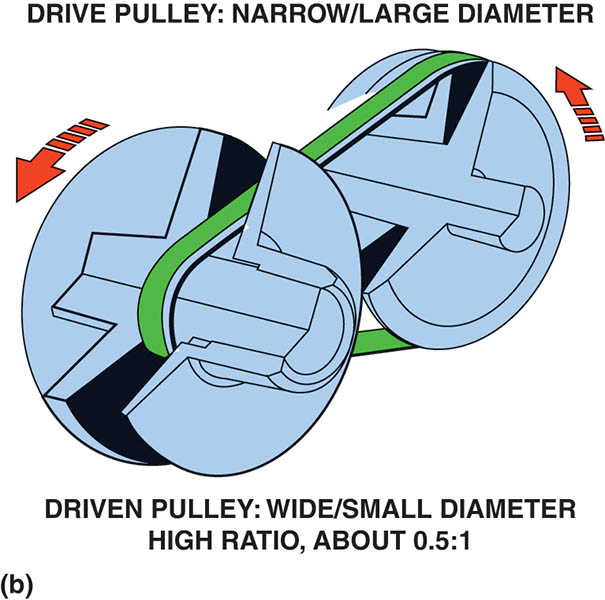 DRIVE PULLEY: NARROW/LARGE DIAMETER
DRIVEN PULLEY: WIDE/SMALL DIAMETER
HIGH RATIO, ABOUT 0.5:1
(b)